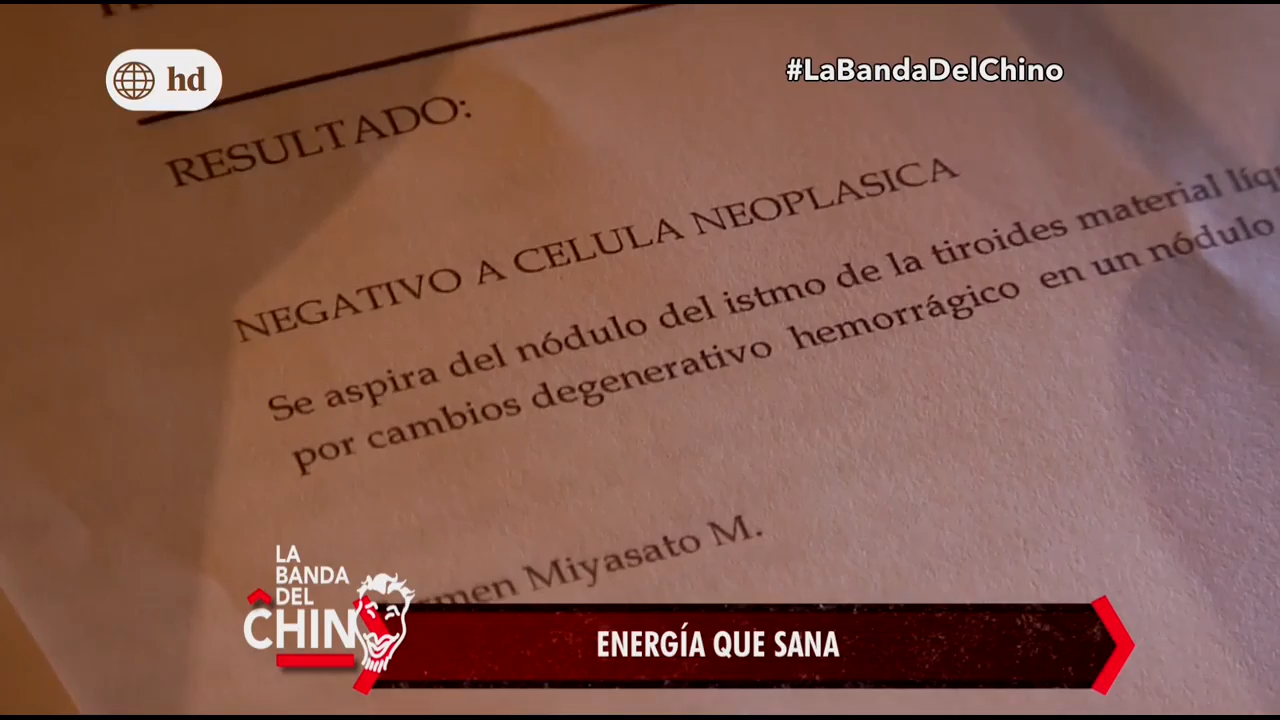 hd
#LaBandaDelChino
RESULTADO:
NEGATIVO A CELULA NEOPLASICA
Se aspira del nódulo del istmo de la tiroides material
por cambios degenerativo hemorrágico en un nódulo
Miyasato M.
LA
BANDA
DEL
CHIN
ENERGÍA QUE SANA